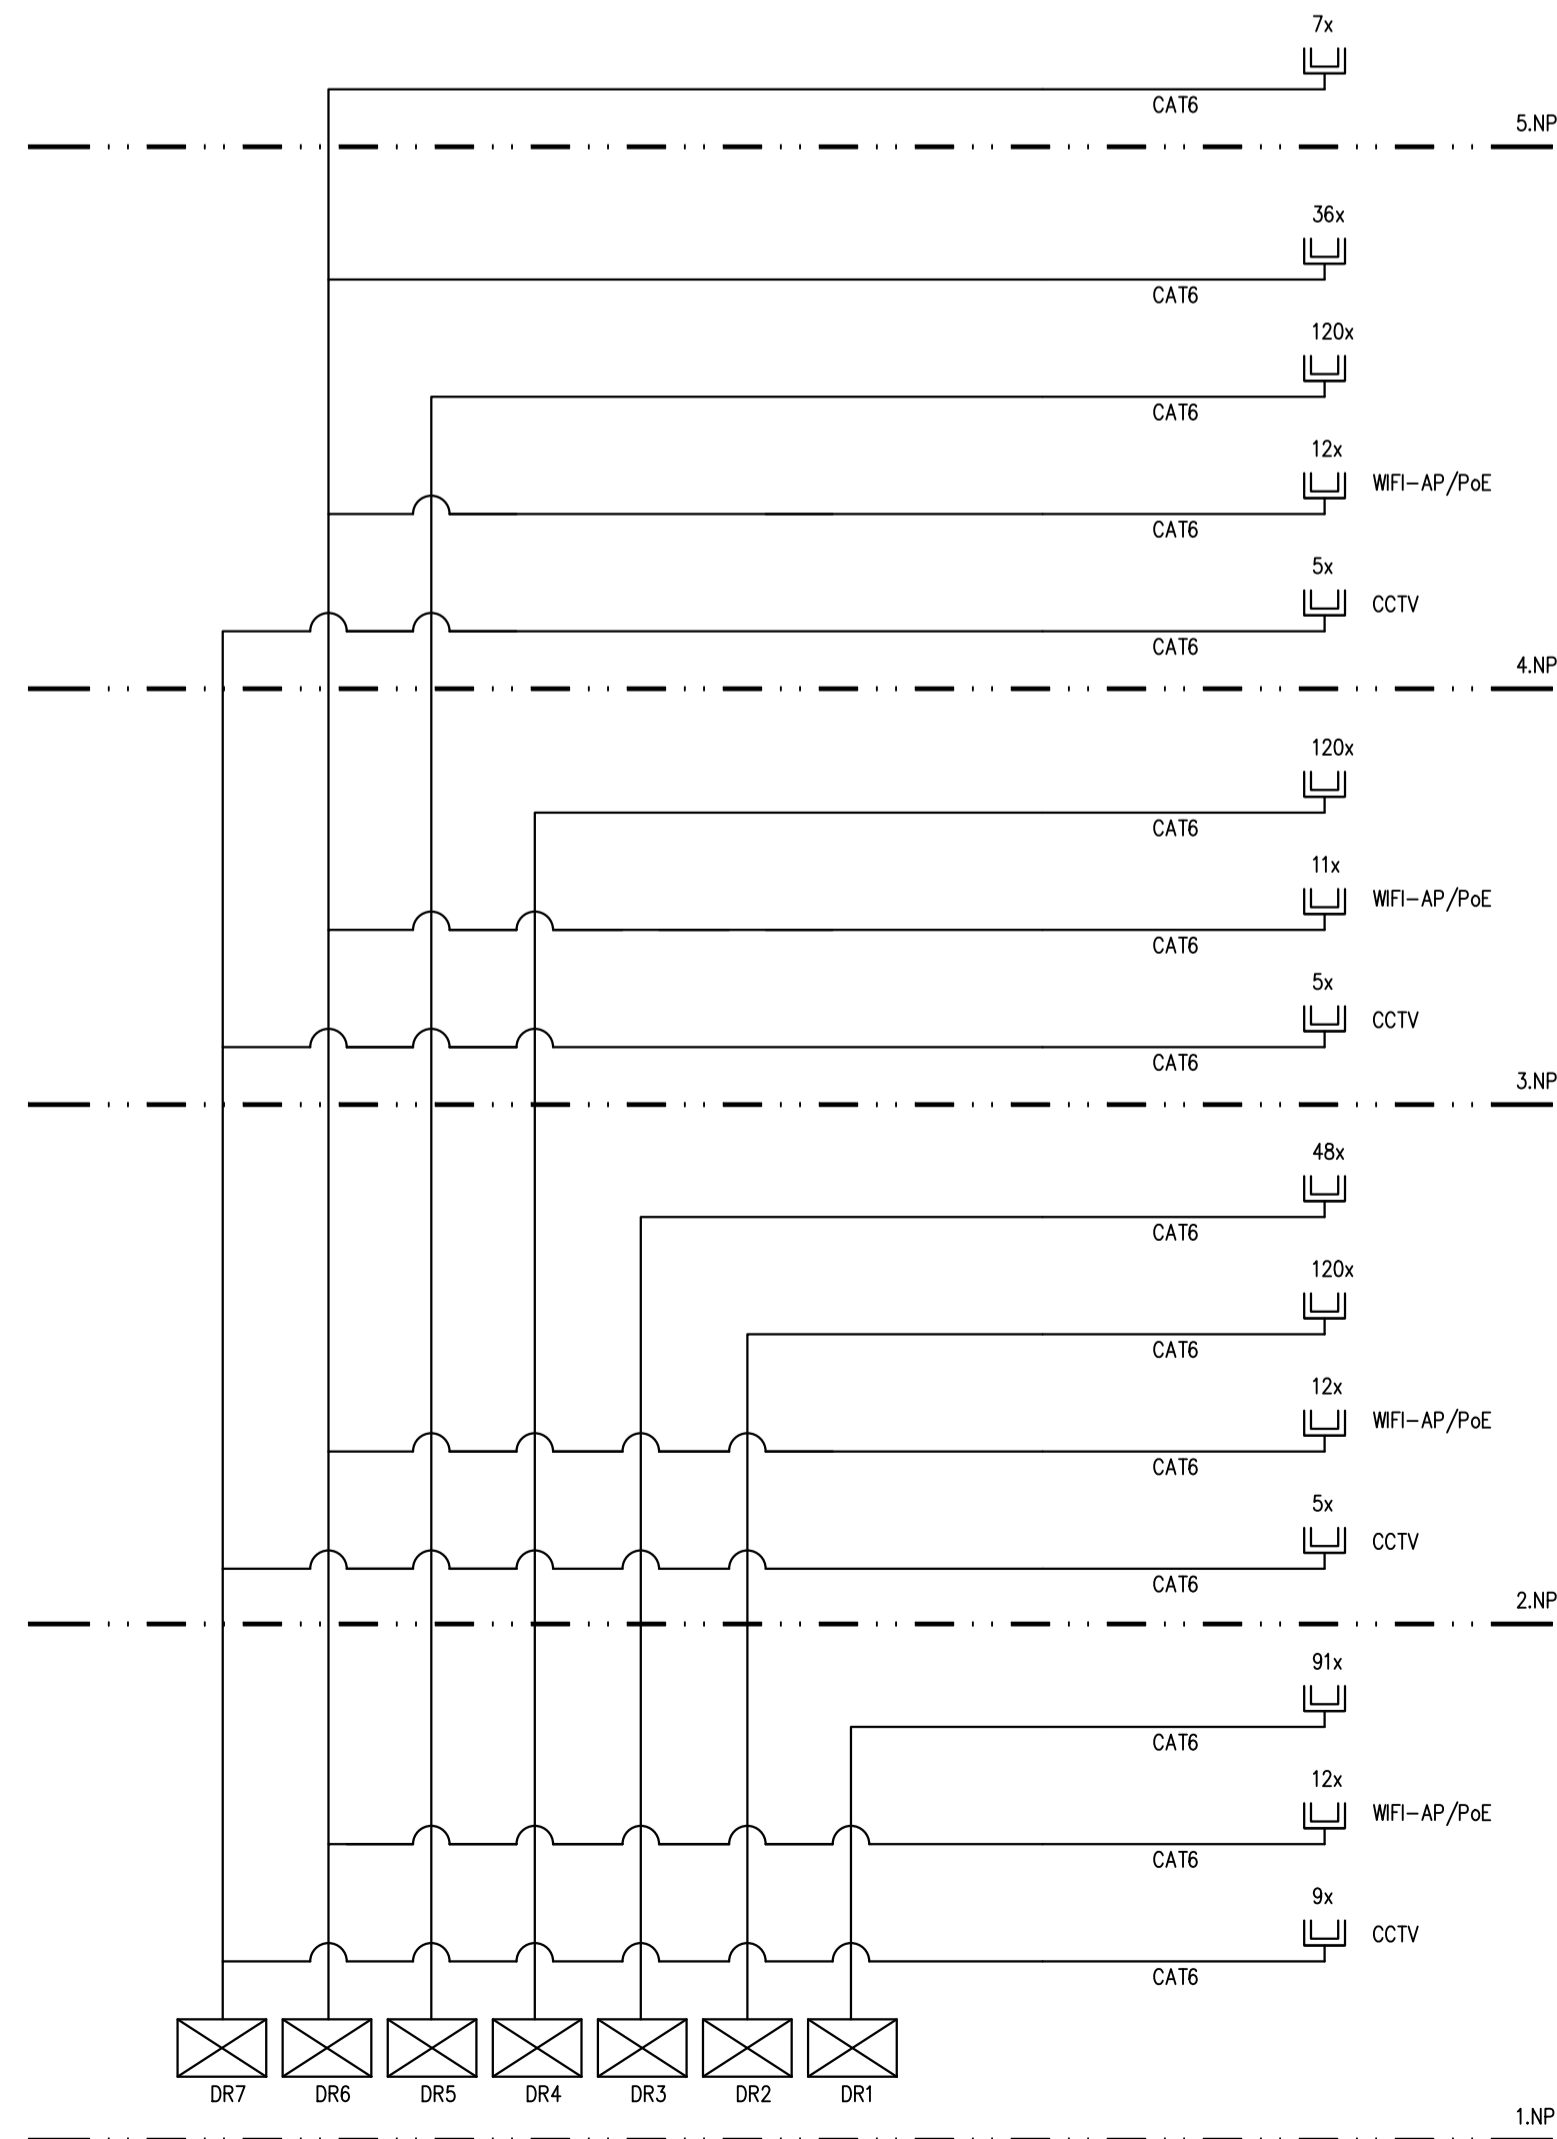 7x
CAT6
5.NP
36x
CAT6
120x
CAT6
12x
WIFI-AP/PoE
CAT6
5x
CCTV
CAT6
4.NP
120x
CAT6
11x
WIFI-AP/PoE
CAT6
5x
CCTV
CAT6
3.NP
48x
CAT6
120x
CAT6
12x
WIFI-AP/PoE
CAT6
5x
CCTV
CAT6
2.NP
91x
CAT6
12x
WIFI-AP/PoE
CAT6
9x
CCTV
CAT6
DR7 DR6 DR5 DR4 DR3 DR2 DR1
1.NP